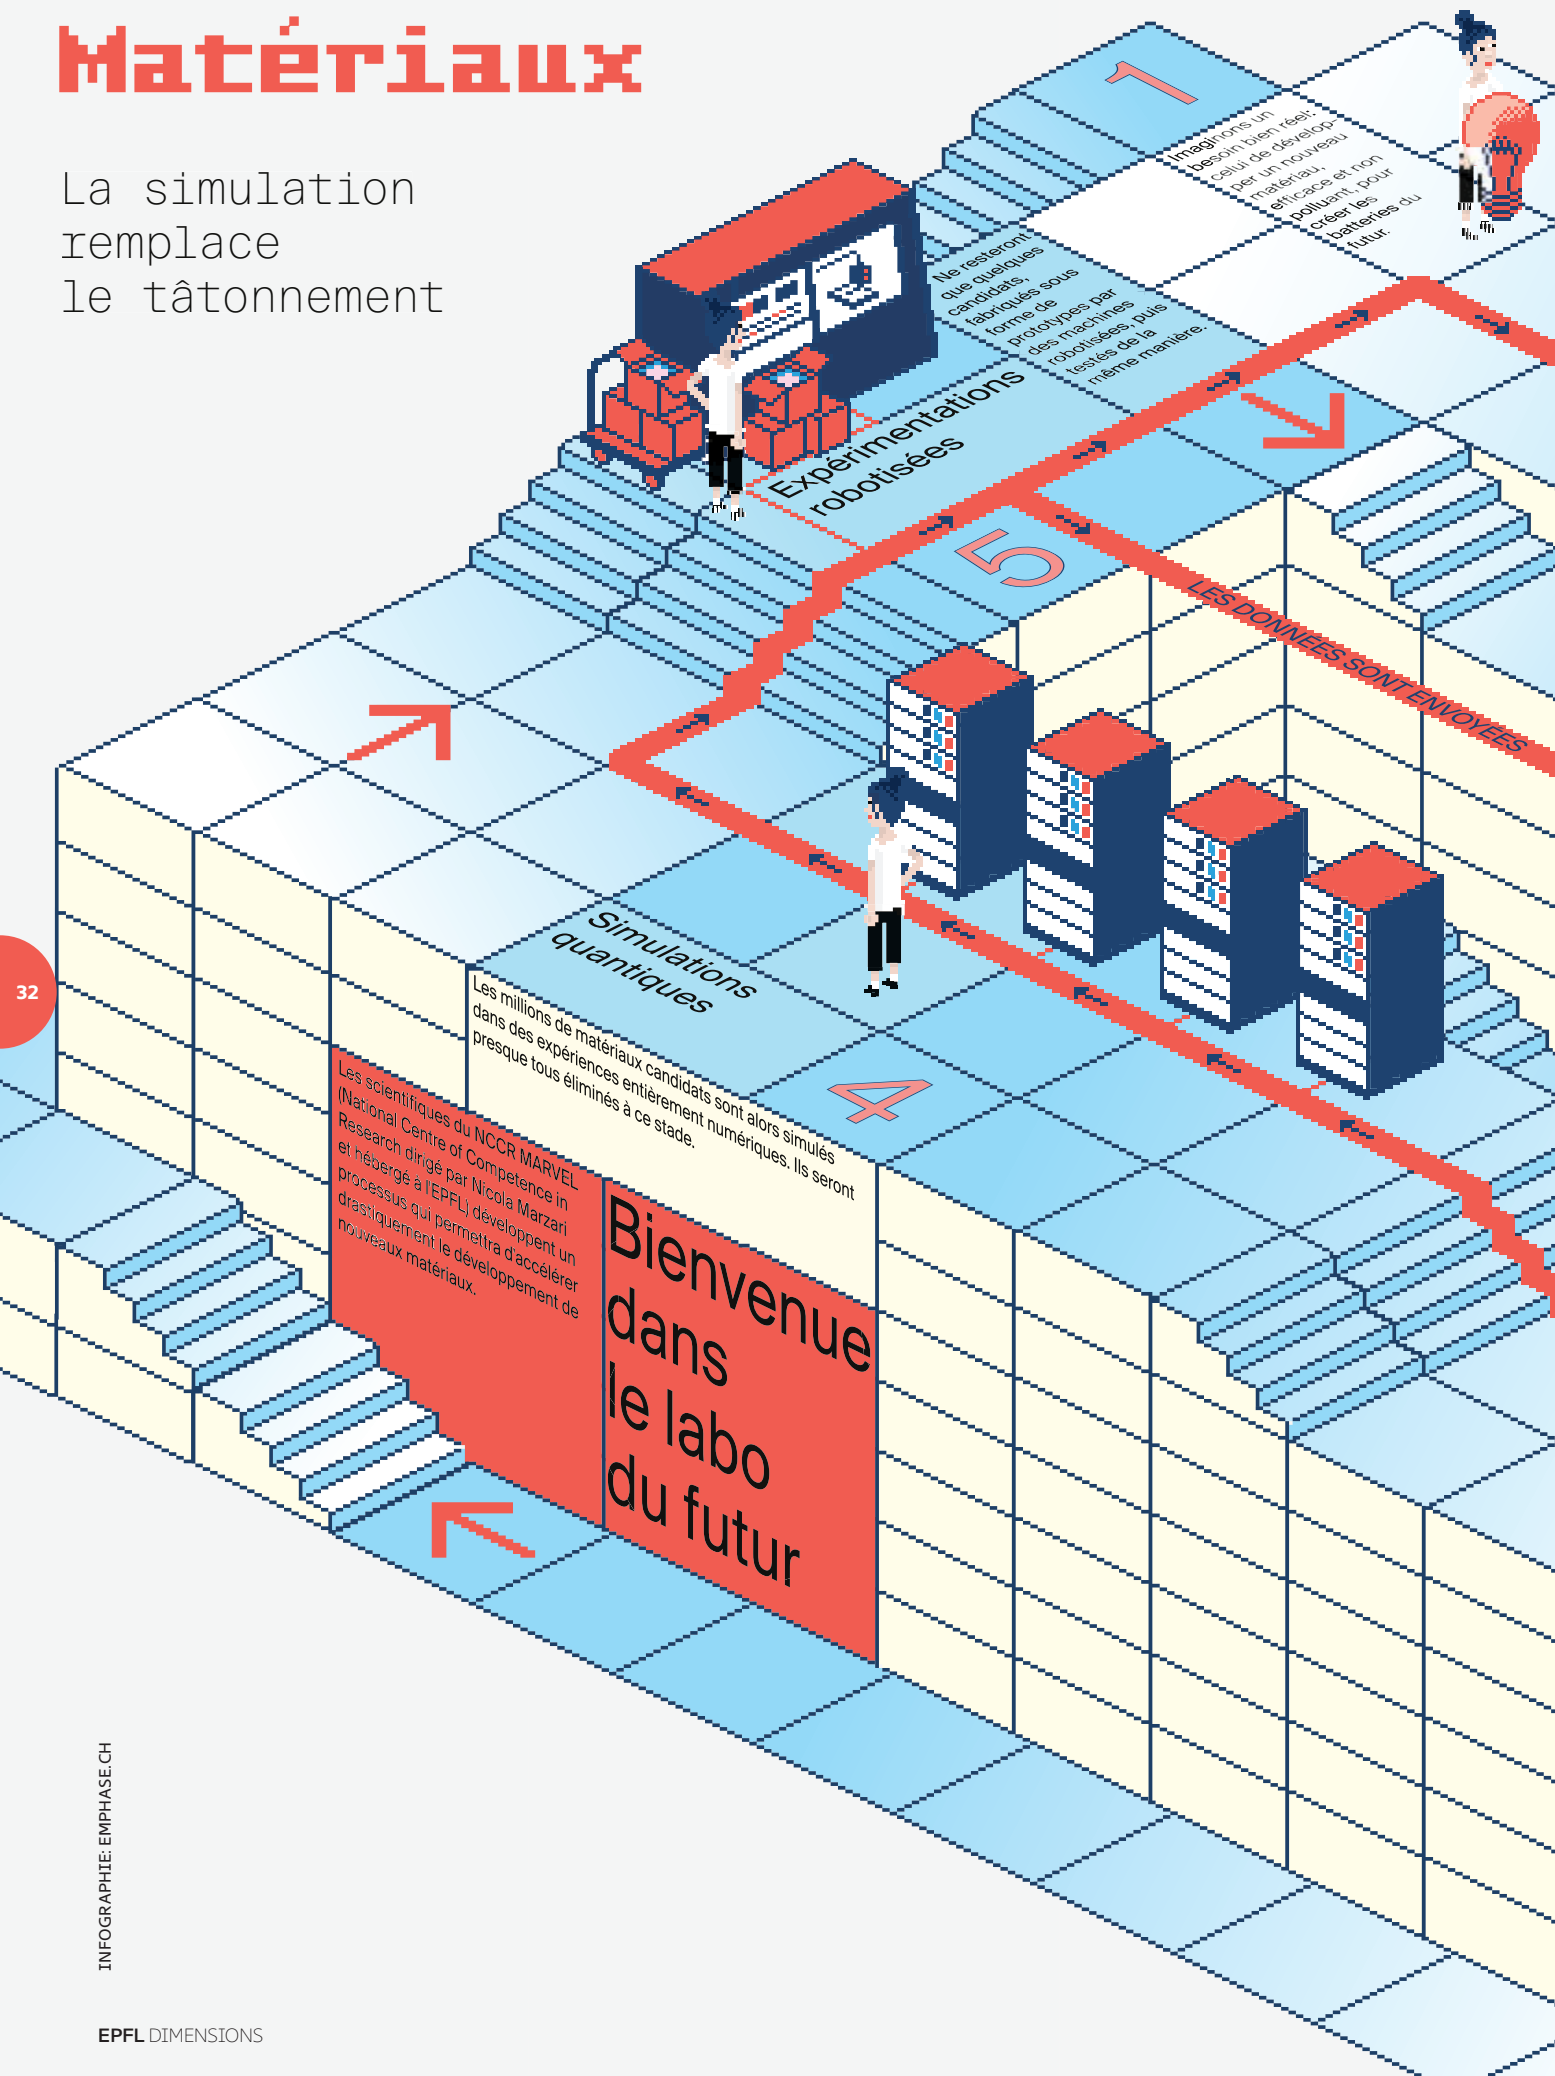 Matériaux
La simulation
remplace
le tâtonnement
1
Imaginons un
besoin bien réel:
celui de dévelop-
per un nouveau
matériau,
efficace et non
polluant, pour
créer les
batteries du
futur.
Ne resteront
que quelques
candidats,
fabriqués sous
forme de
prototypes par
des machines
robotisées, puis
testés de la
même manière.
Expérimentations
robotisées
5
LES DONNÉES SONT ENVOYÉES
Simulations
quantiques
4
Les millions de matériaux candidats sont alors simulés
dans des expériences entièrement numériques. Ils seront
presque tous éliminés à ce stade.
Les scientifiques du NCCR MARVEL
(National Centre of Competence in
Research dirigé par Nicola Marzari
et hébergé à l'EPFL) développent un
processus qui permettra d'accélérer
drastiquement le développement de
nouveaux matériaux.
Bienvenue
dans
le labo
du futur
32
INFOGRAPHIE: EMPHASE.CH
EPFL DIMENSIONS